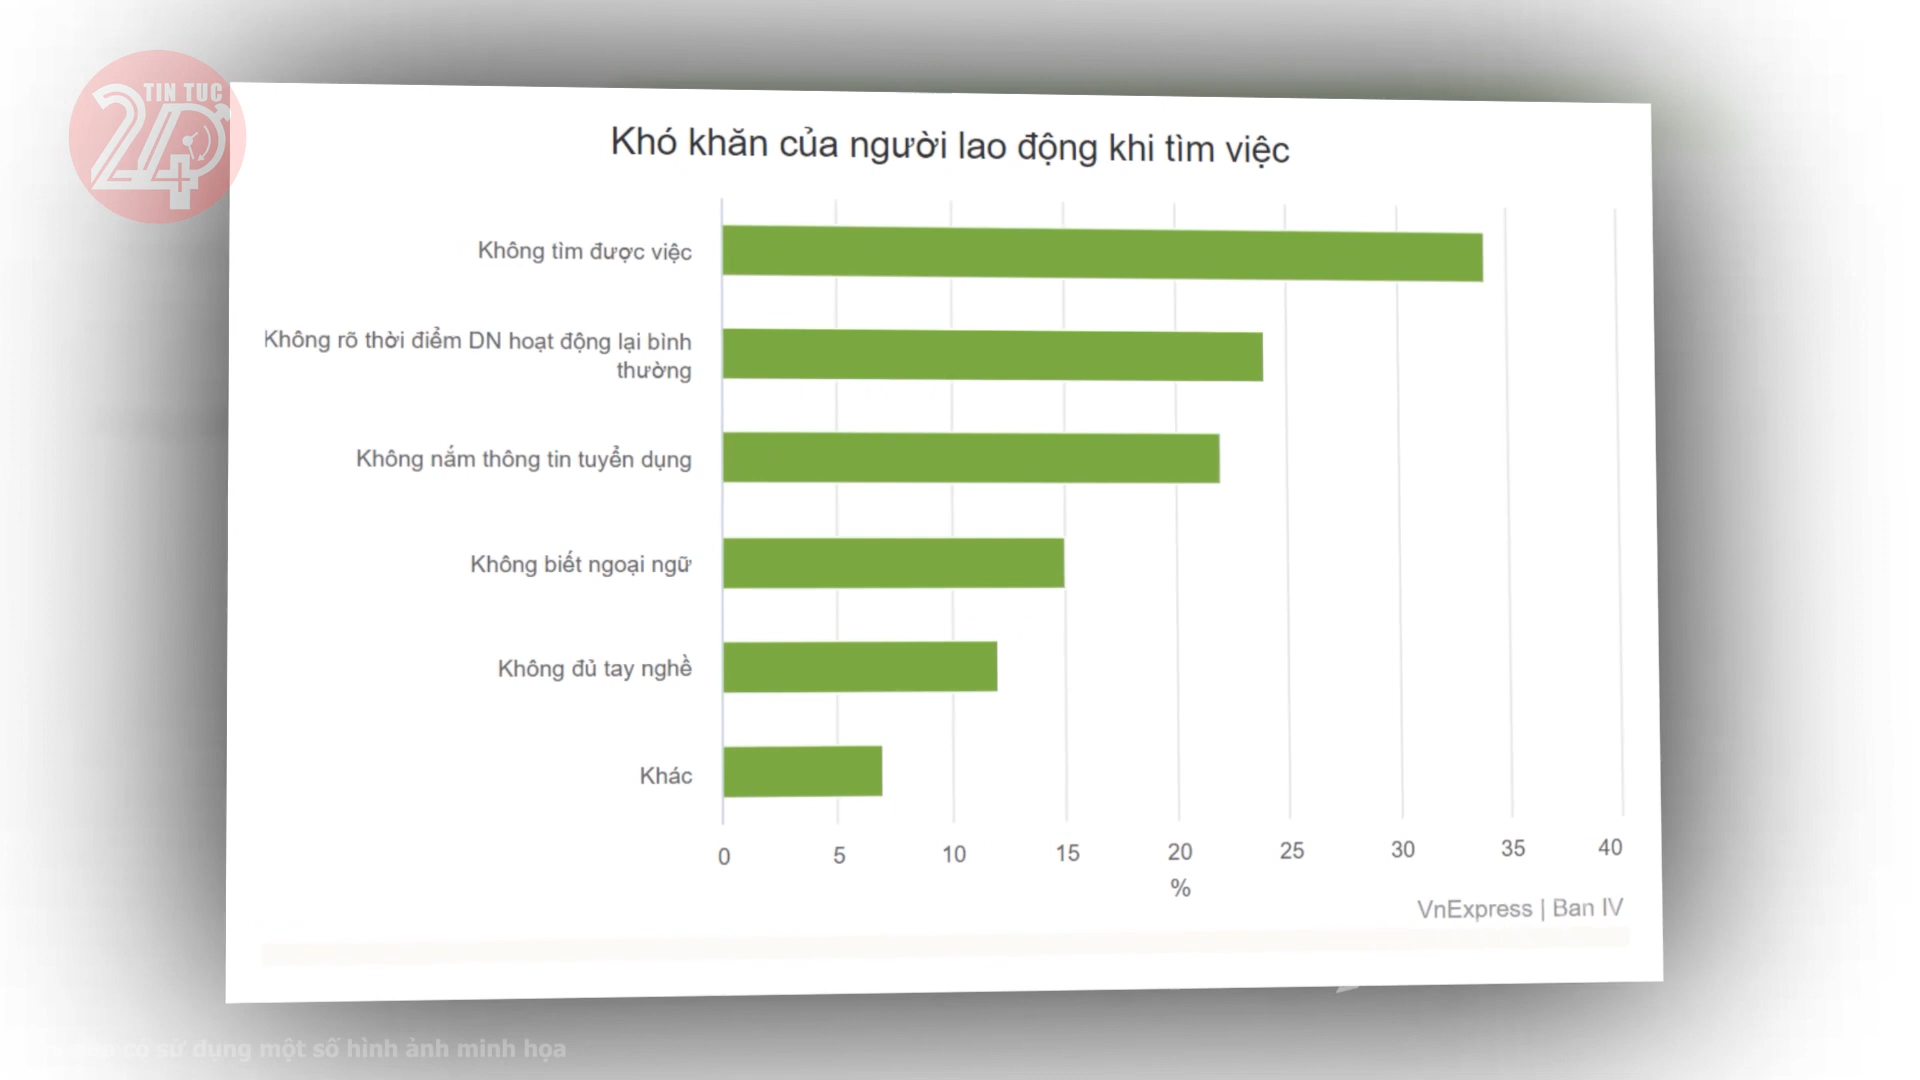 TIN TUC
24
Khó khăn của người lao động khi tìm việc
Không tìm được việc
Không rõ thời điểm DN hoạt động lại bình
thường
Không nắm thông tin tuyển dụng
Không biết ngoại ngữ
Không đủ tay nghề
Khác
0 5 10 15 20 25 30 35 40
%
VnExpress | Ban IV
có sử dụng một số hình ảnh minh họa